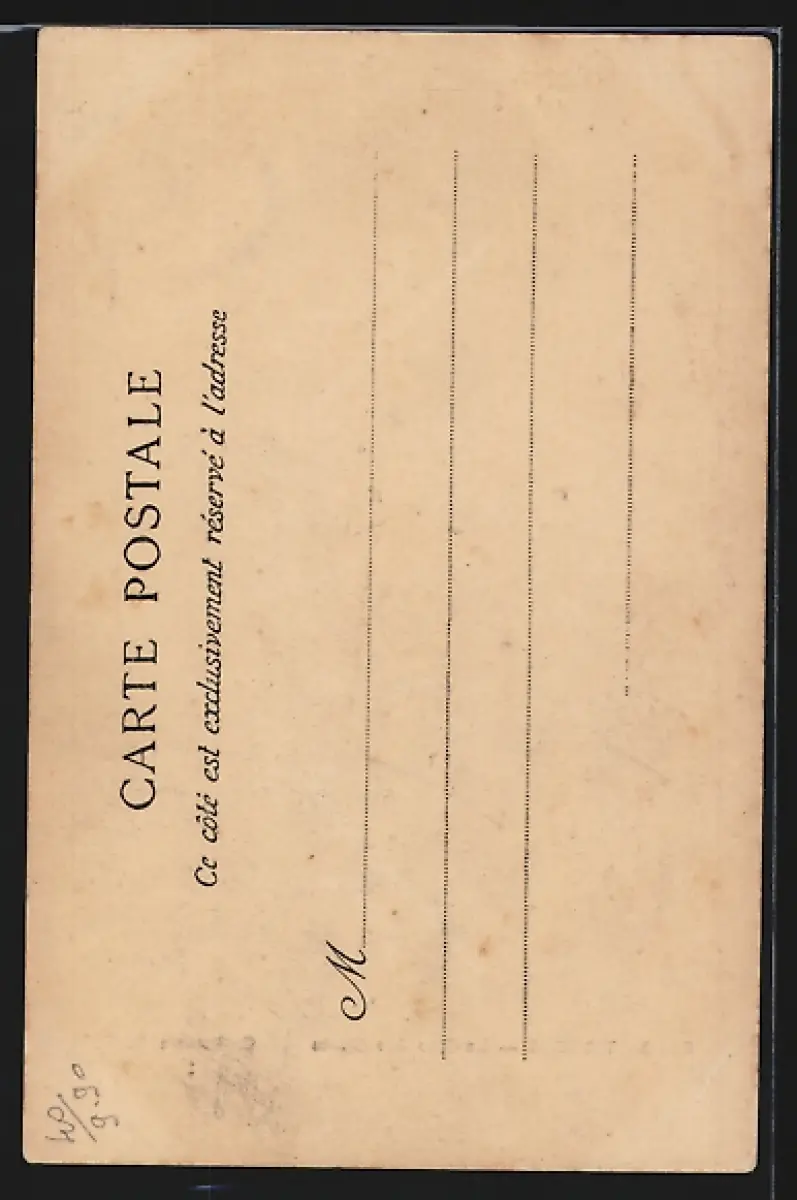 CARTE POSTALE
Ce côté est exclusivement réservé à l'adresse
M